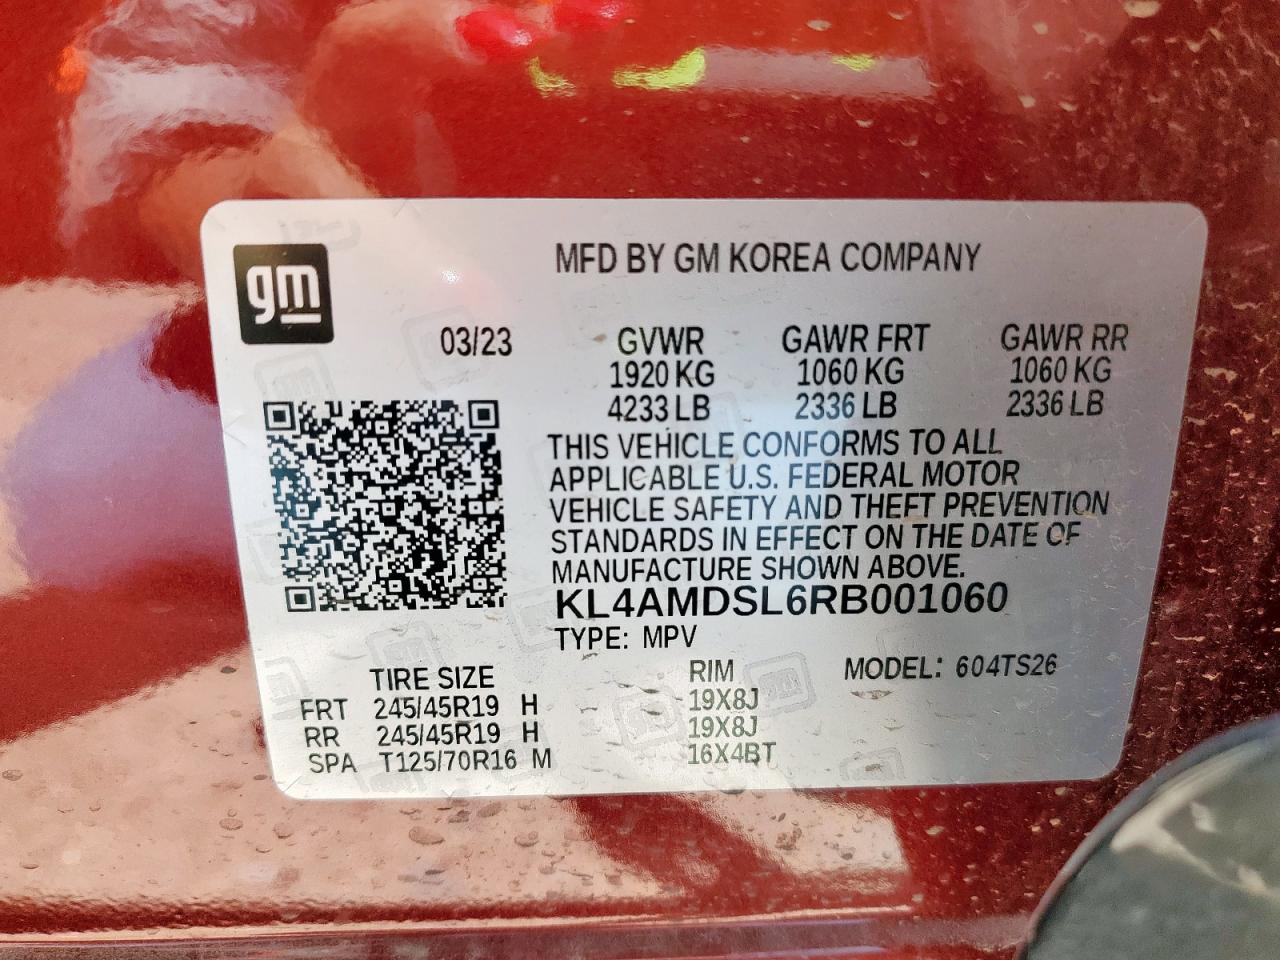 gm
MFD BY GM KOREA COMPANY
03/23 GVWR GAWR FRT GAWR RR
1920 KG 1060 KG 1060 KG
4233 LB 2336 LB 2336 LB
THIS VEHICLE CONFORMS TO ALL
APPLICABLE U.S. FEDERAL MOTOR
VEHICLE SAFETY AND THEFT PREVENTION
STANDARDS IN EFFECT ON THE DATE OF
MANUFACTURE SHOWN ABOVE.
KL4AMDSL6RB001060
TYPE: MPV
TIRE SIZE RIM MODEL: 604TS26
FRT 245/45R19 H 19X8J
RR 245/45R19 H 19X8J
SPA T125/70R16 M 16X4BT